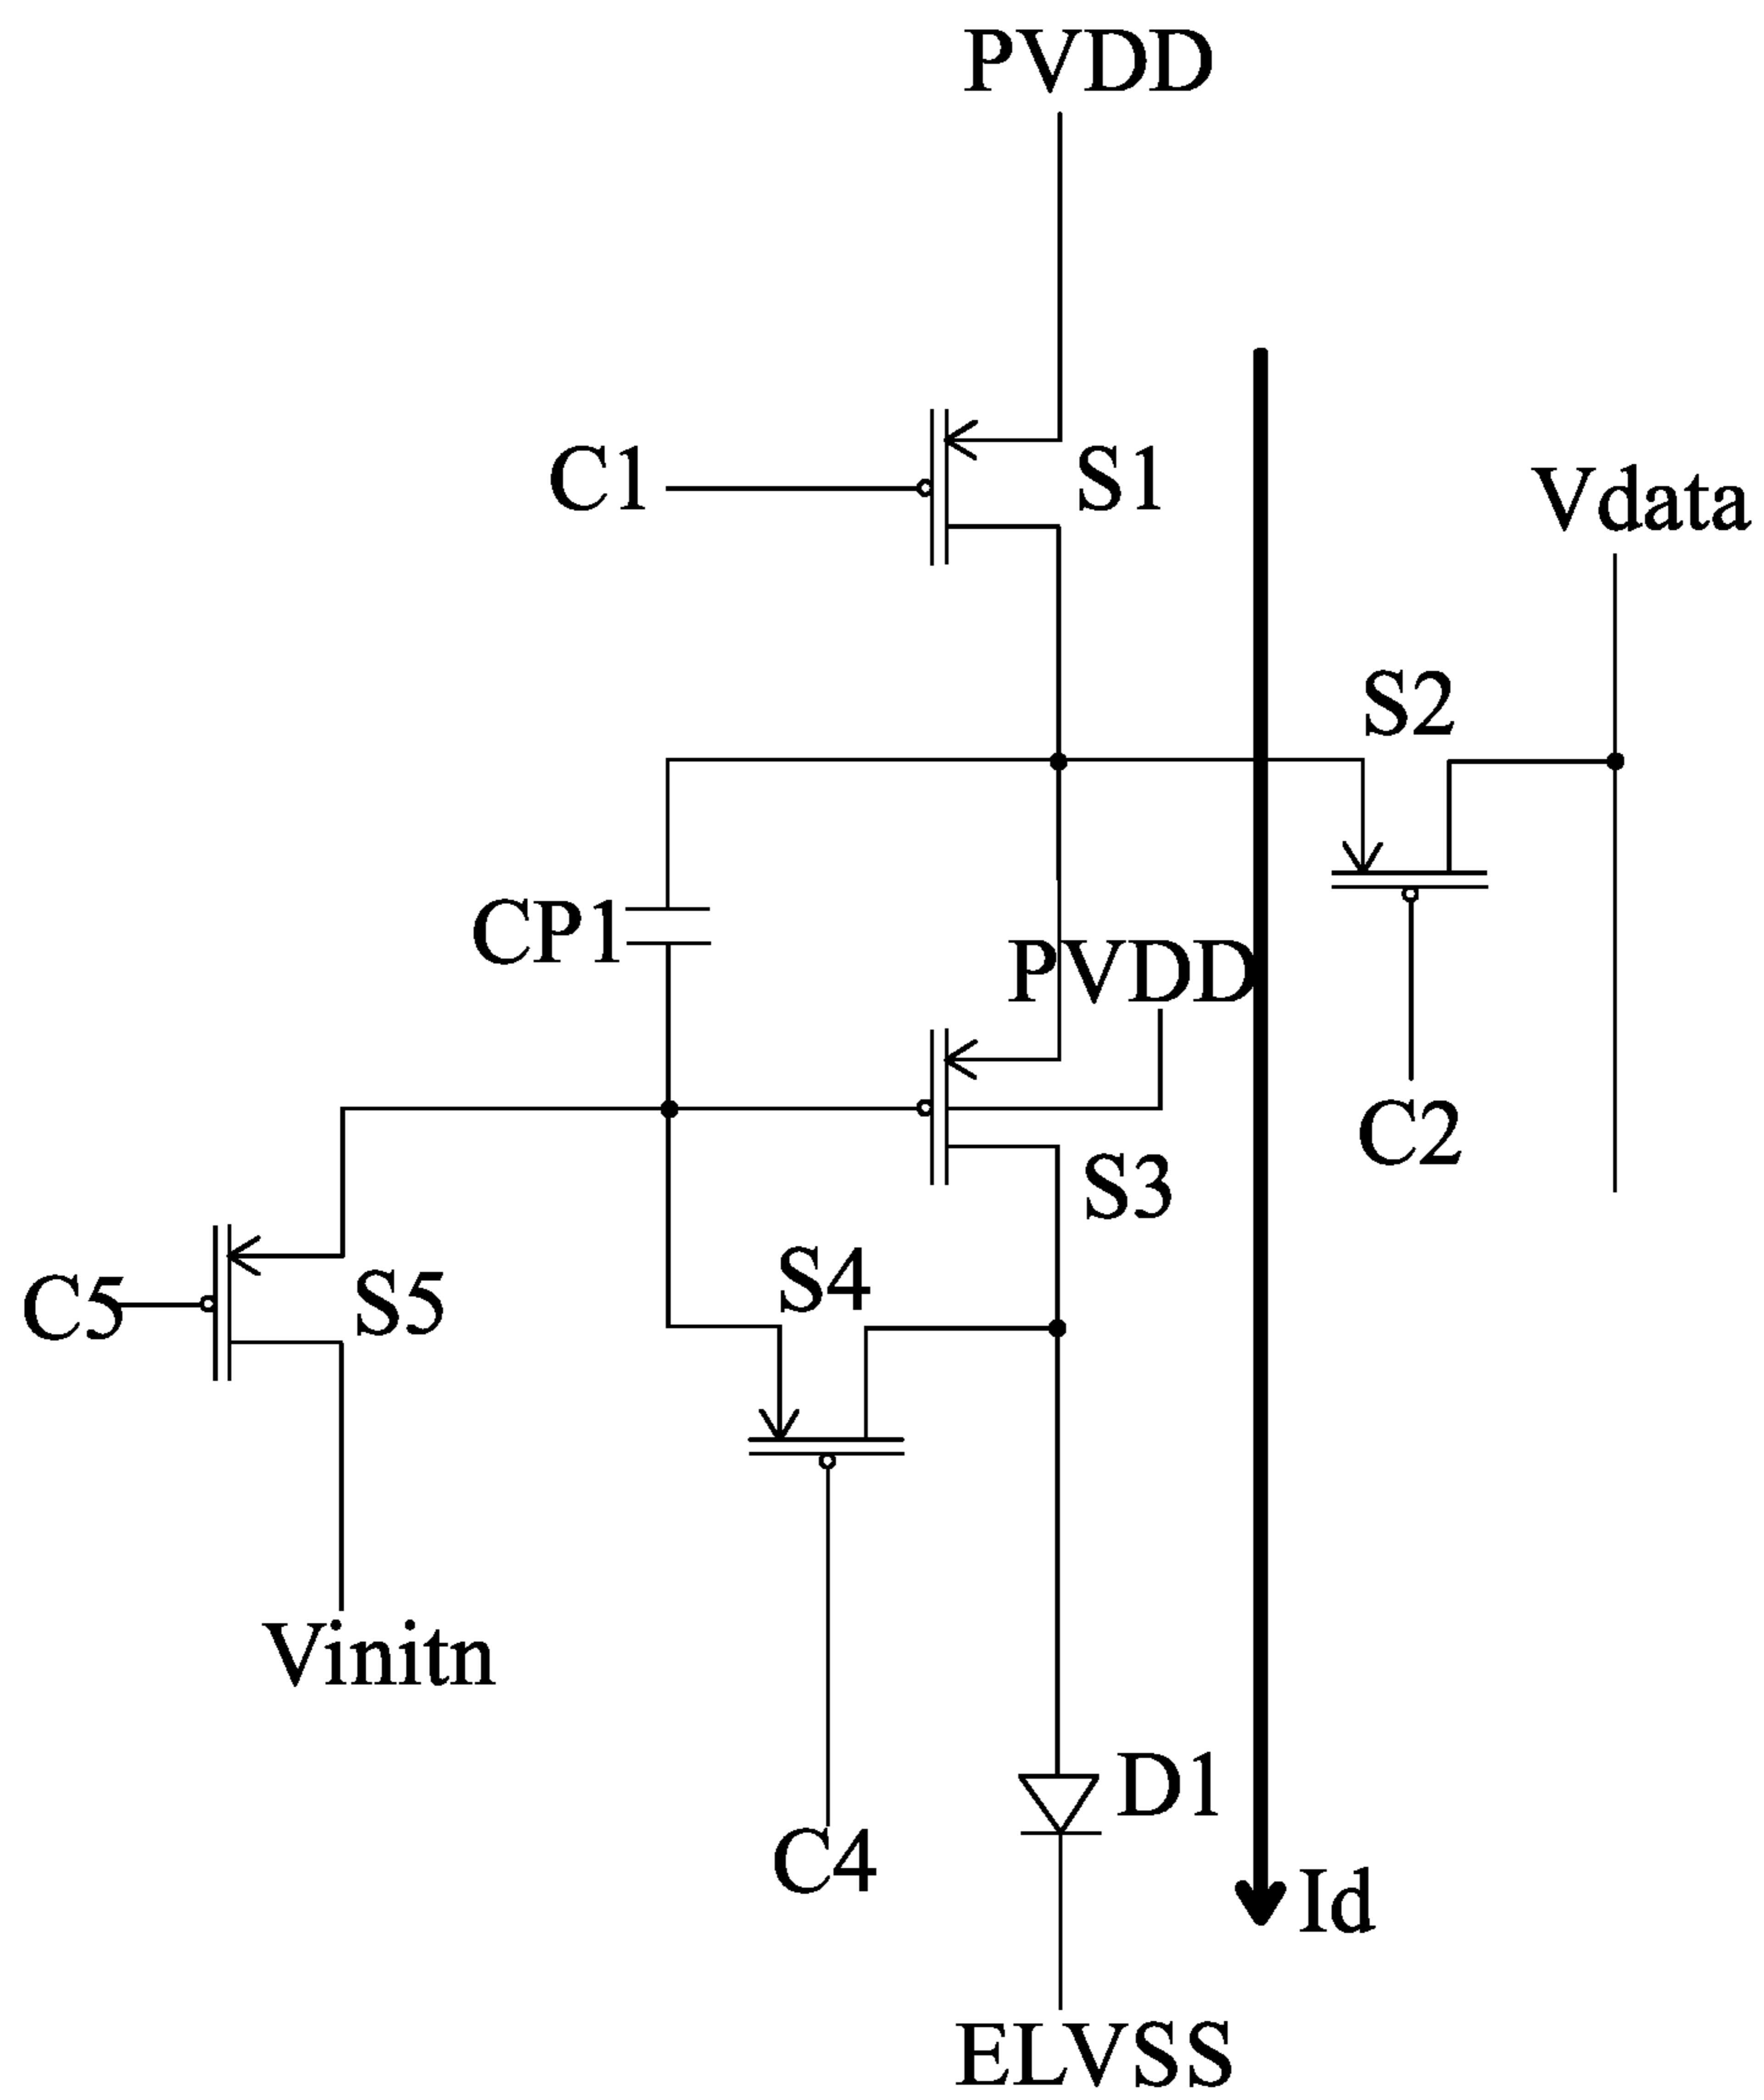 PVDD
C1
S1
Vdata
S2
CP1
PVDD
C2
S3
S4
C5
S5
Vinitn
D1
C4
Id
ELVSS